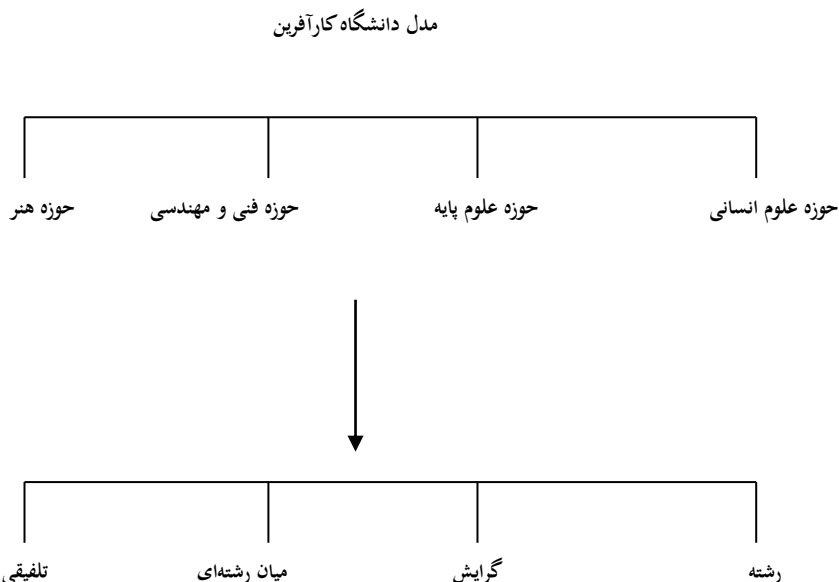 مدل دانشگاه کارآفرین
حوزه علوم انسانی
حوزه علوم پایه
حوزه فنی و مهندسی
حوزه هنر
رشته
گرایش
میان رشته‌ای
تلفیقی